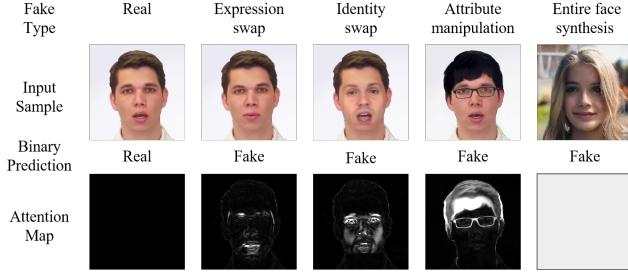 Fake Type Real Expression swap Identity swap Attribute manipulation Entire face synthesis
Input Sample
Binary Prediction Real Fake Fake Fake Fake
Attention Map